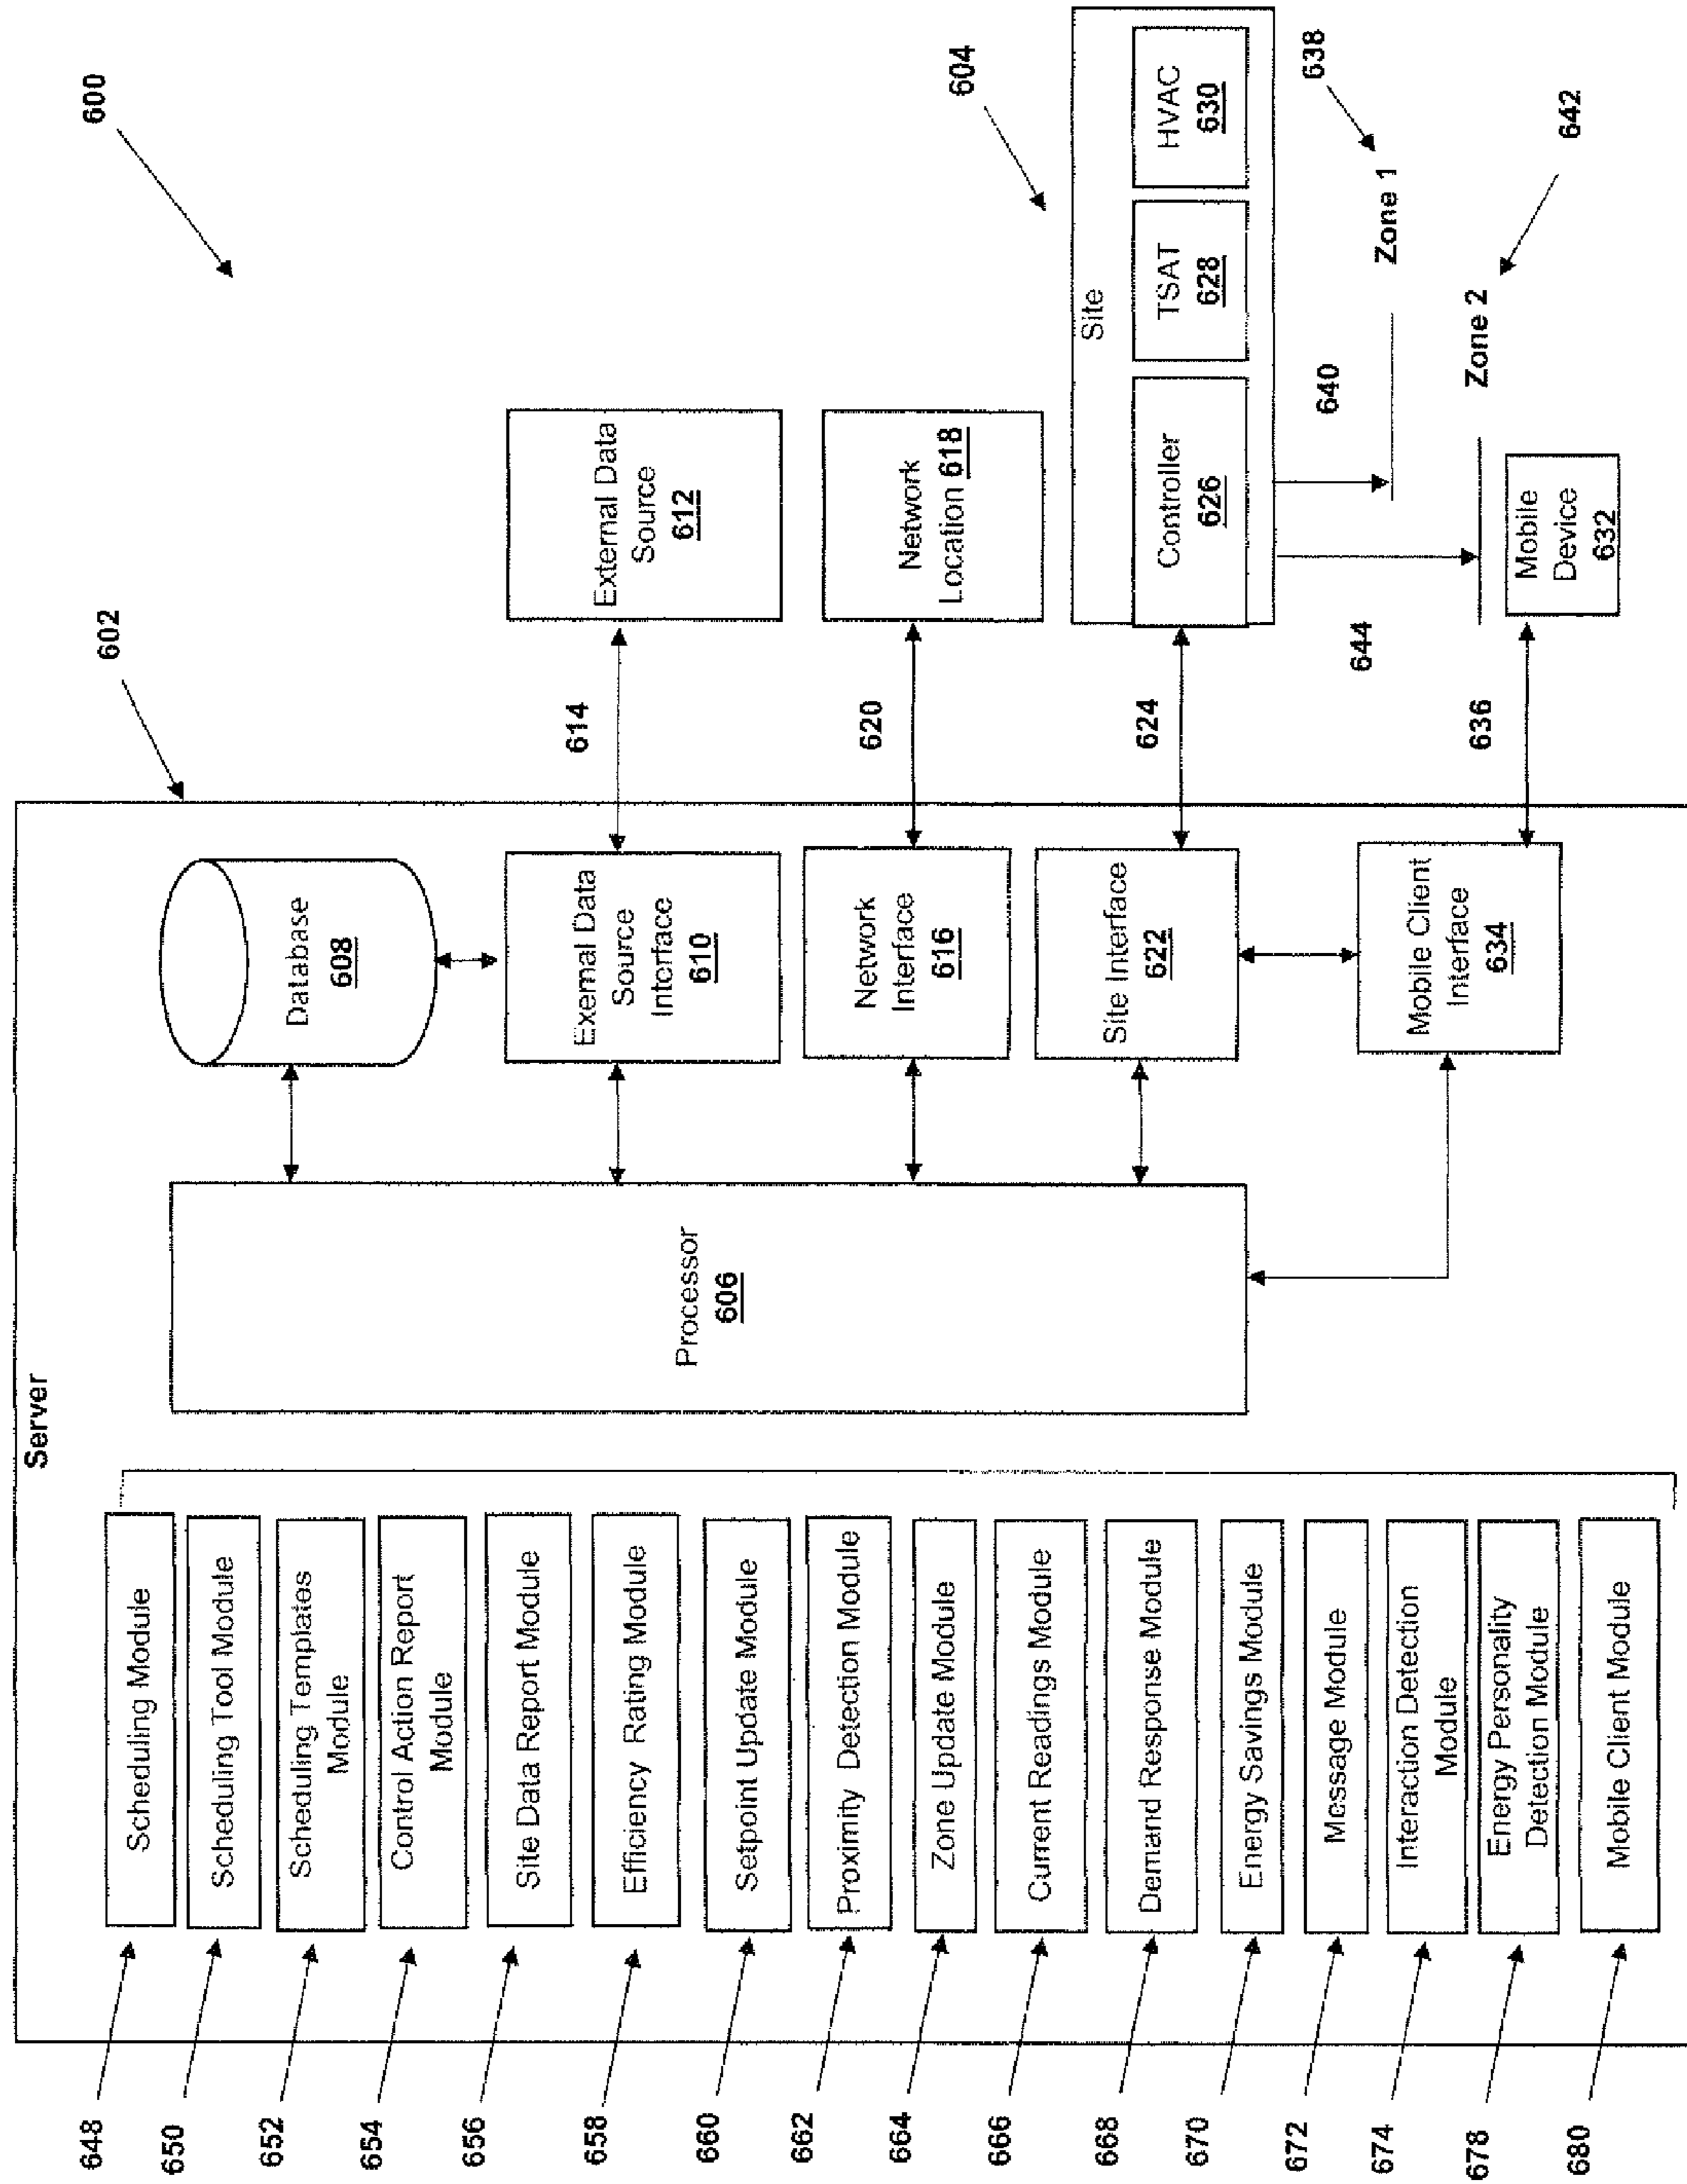 600
602
Server
648
Scheduling Module
650
Scheduling Tool Module
652
Scheduling Templates
Module
654
Control Action Report
Module
656
Site Data Report Module
658
Efficiency Rating Module
660
Setpoint Update Module
662
Proximity Detection Module
664
Zone Update Module
666
Current Readings Module
668
Demand Response Module
670
Energy Savings Module
672
Message Module
674
Interaction Detection
Module
678
Energy Personality
Detection Module
680
Mobile Client Module
Processor
606
Database
608
Exernal Data
Source
Interface
610
614
External Data
Source
612
Network
Interface
616
620
Network
Location 618
Site Interface
622
624
604
Site
Controller
626
TSAT
628
HVAC
630
Mobile Client
Interface
634
636
Mobile
Device
632
640
Zone 1
638
644
Zone 2
642